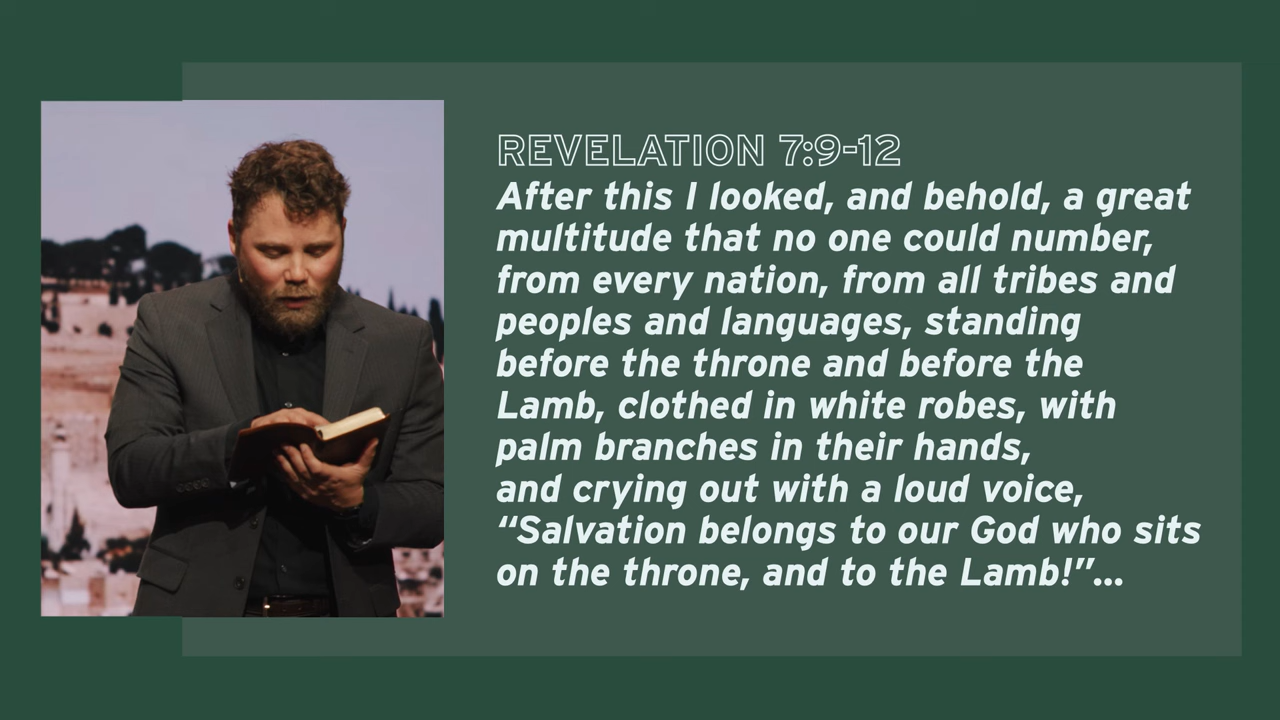 REVELATION 7:9-12
After this I looked, and behold, a great
multitude that no one could number,
from every nation, from all tribes and
peoples and languages, standing
before the throne and before the
Lamb, clothed in white robes, with
palm branches in their hands,
and crying out with a loud voice,
“Salvation belongs to our God who sits
on the throne, and to the Lamb!”...